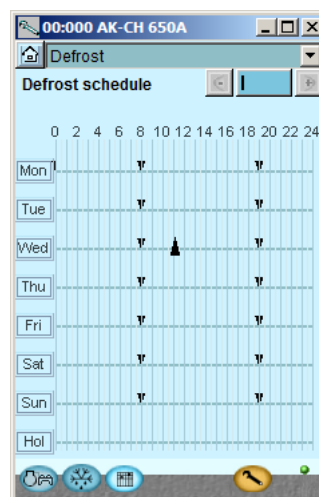 00:000 AK-CH 650A
Defrost
Defrost schedule
0 2 4 6 8 10 12 14 16 18 20 22 24
Mon
Tue
Wed
Thu
Fri
Sat
Sun
Hol